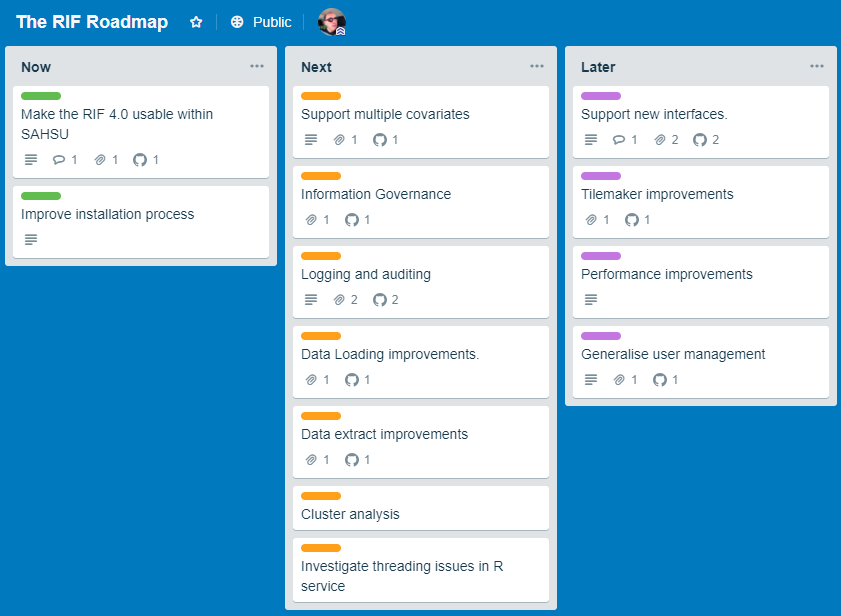 The RIF Roadmap Public
Now
Make the RIF 4.0 usable within
SAHSU
1 1 1
Improve installation process
Next
Support multiple covariates
1 1
Information Governance
1 1
Logging and auditing
2 2
Data Loading improvements.
1 1
Data extract improvements
1 1
Cluster analysis
Investigate threading issues in R
service
Later
Support new interfaces.
1 2 2
Tilemaker improvements
1 1
Performance improvements
Generalise user management
1 1